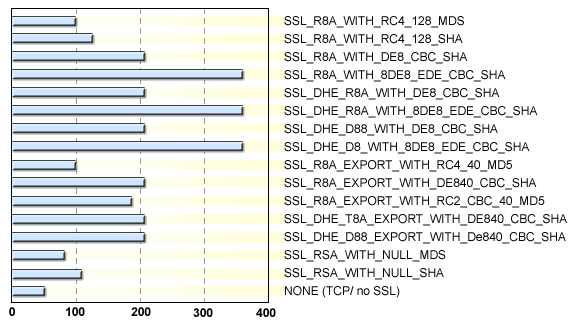 SSL_R8A_WITH_RC4_128_MDS
SSL_R8A_WITH_RC4_128_SHA
SSL_R8A_WITH_DE8_CBC_SHA
SSL_R8A_WITH_8DE8_EDE_CBC_SHA
SSL_DHE_R8A_WITH_DE8_CBC_SHA
SSL_DHE_R8A_WITH_8DE8_EDE_CBC_SHA
SSL_DHE_D88_WITH_DE8_CBC_SHA
SSL_DHE_D8_WITH_8DE8_EDE_CBC_SHA
SSL_R8A_EXPORT_WITH_RC4_40_MD5
SSL_R8A_EXPORT_WITH_DE840_CBC_SHA
SSL_R8A_EXPORT_WITH_RC2_CBC_40_MD5
SSL_DHE_T8A_EXPORT_WITH_DE840_CBC_SHA
SSL_DHE_D88_EXPORT_WITH_De840_CBC_SHA
SSL_RSA_WITH_NULL_MDS
SSL_RSA_WITH_NULL_SHA
NONE (TCP/ no SSL)
0 100 200 300 400